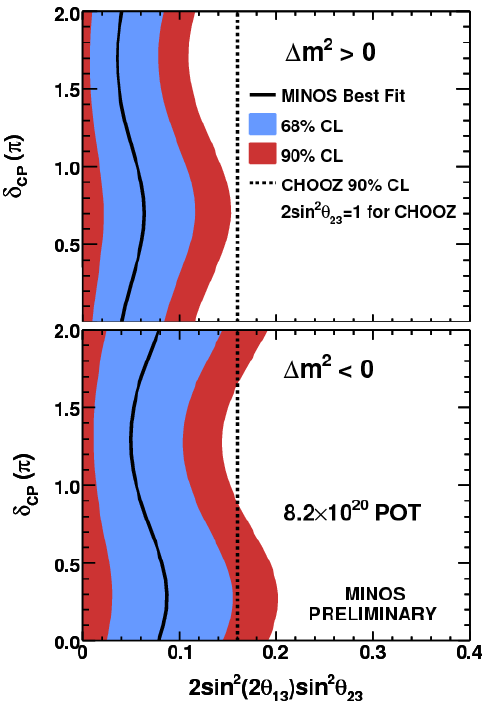 2.0
Δm² > 0
MINOS Best Fit
1.5
68% CL
90% CL
δCP (π)
1.0
CHOOZ 90% CL
2sin²θ₂₃=1 for CHOOZ
0.5
2.0
Δm² < 0
1.5
δCP (π)
1.0
8.2×10²⁰ POT
0.5
MINOS
PRELIMINARY
0.0
0 0.1 0.2 0.3 0.4
2sin²(2θ₁₃)sin²θ₂₃